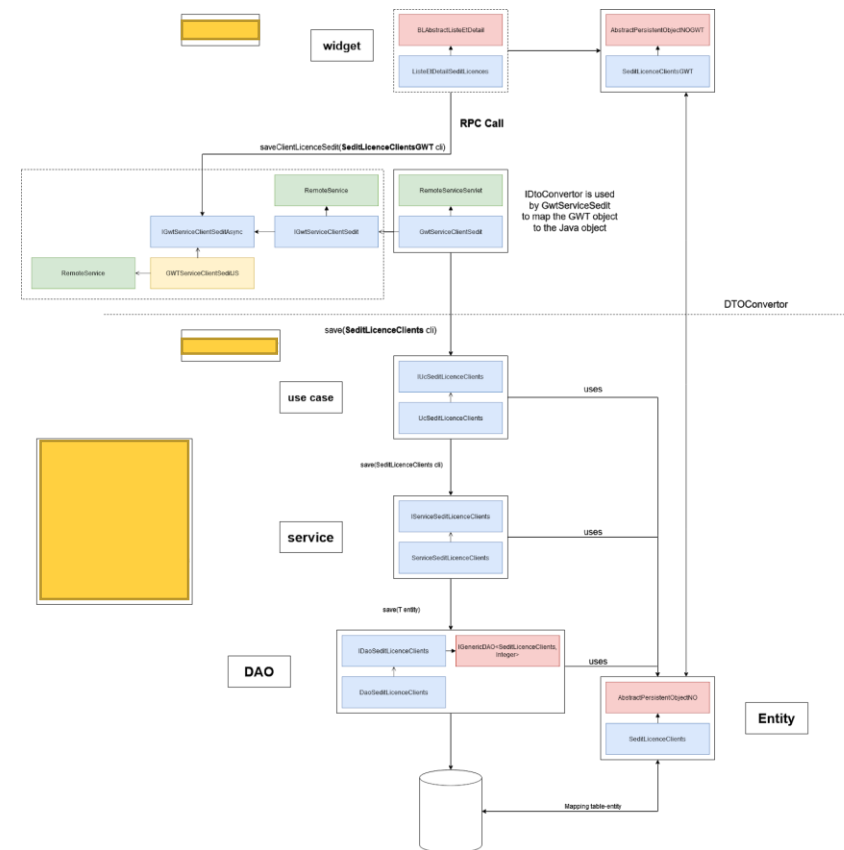 BLAbstractListeEtDetail
AbstractPersistentObjectNOGWT
widget
ListeEtDetailSeditLicences
SeditLicenceClientsGWT
RPC Call
saveClientLicenceSedit(SeditLicenceClientsGWT cli)
RemoteService
RemoteServiceServlet
IDtoConvertor is used
by GwtServiceSedit
to map the GWT object
to the Java object
IGwtServiceClientSeditAsync
IGwtServiceClientSedit
GwtServiceClientSedit
RemoteService
GWTServiceClientSeditUS
DTOConvertor
save(SeditLicenceClients cli)
IUcSeditLicenceClients
use case
uses
UcSeditLicenceClients
save(SeditLicenceClients cli)
IServiceSeditLicenceClients
service
uses
ServiceSeditLicenceClients
save(T entity)
IDaoSeditLicenceClients
IGenericDAO<SeditLicenceClients,
Integer>
DAO
uses
DaoSeditLicenceClients
AbstractPersistentObjectNO
Entity
SeditLicenceClients
Mapping table-entity